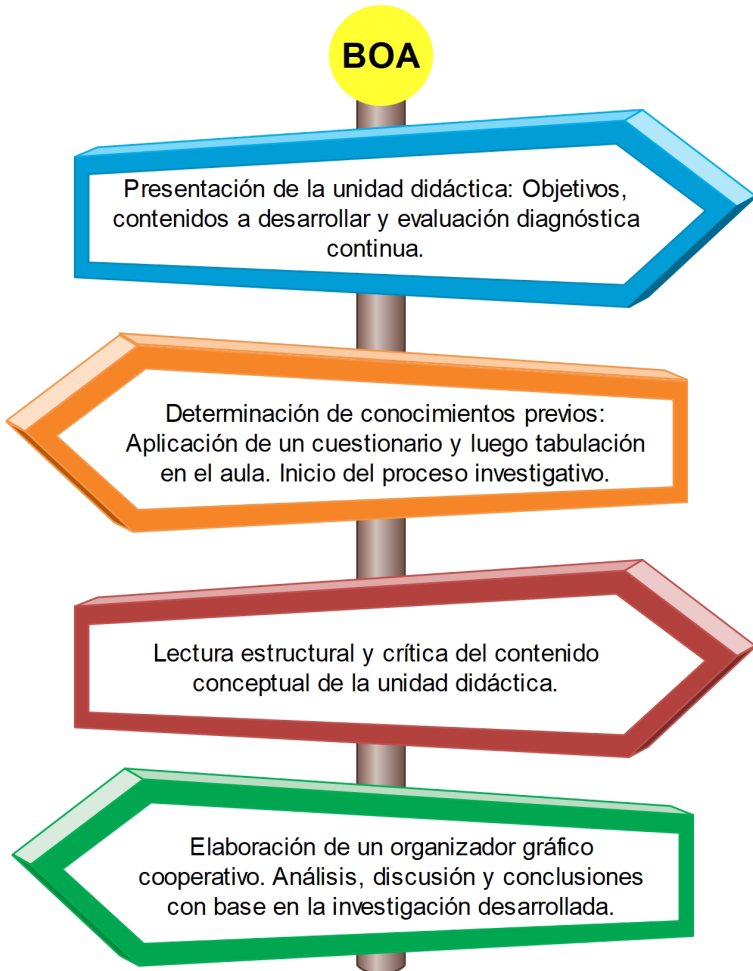 BOA
Presentación de la unidad didáctica: Objetivos,
contenidos a desarrollar y evaluación diagnóstica
continua.
Determinación de conocimientos previos:
Aplicación de un cuestionario y luego tabulación
en el aula. Inicio del proceso investigativo.
Lectura estructural y crítica del contenido
conceptual de la unidad didáctica.
Elaboración de un organizador gráfico
cooperativo. Análisis, discusión y conclusiones
con base en la investigación desarrollada.